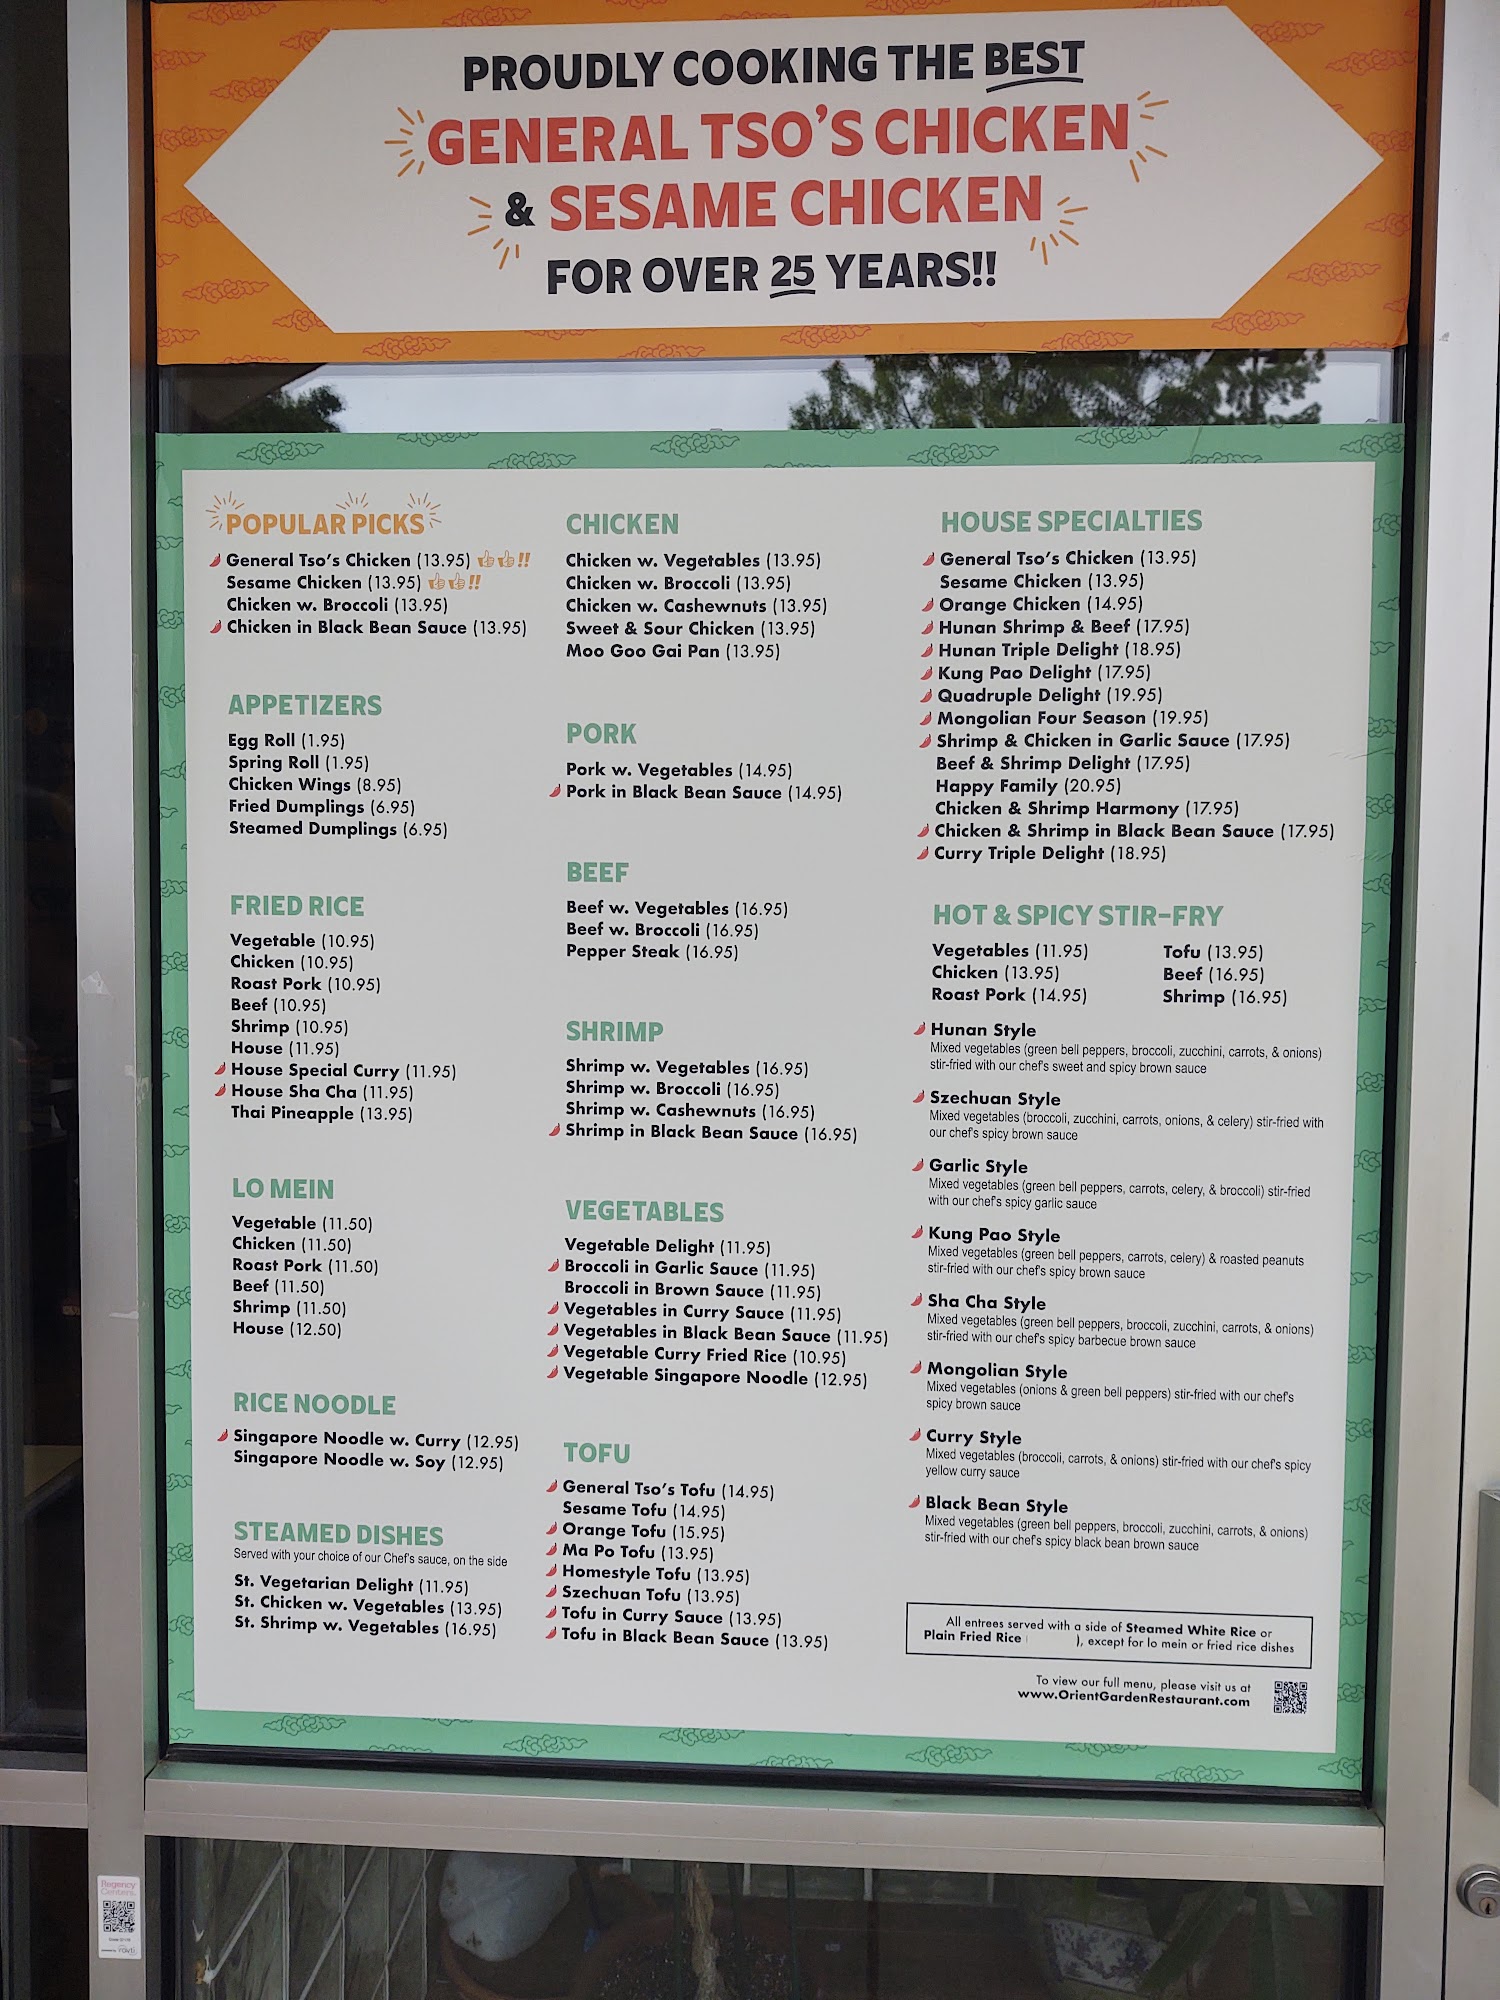 PROUDLY COOKING THE BEST
GENERAL TSO'S CHICKEN
& SESAME CHICKEN
FOR OVER 25 YEARS!!
POPULAR PICKS
General Tso's Chicken (13.95) 👍👍!!
Sesame Chicken (13.95) 👍👍!!
Chicken w. Broccoli (13.95)
Chicken in Black Bean Sauce (13.95)
APPETIZERS
Egg Roll (1.95)
Spring Roll (1.95)
Chicken Wings (8.95)
Fried Dumplings (6.95)
Steamed Dumplings (6.95)
FRIED RICE
Vegetable (10.95)
Chicken (10.95)
Roast Pork (10.95)
Beef (10.95)
Shrimp (10.95)
House (11.95)
House Special Curry (11.95)
House Sha Cha (11.95)
Thai Pineapple (13.95)
LO MEIN
Vegetable (11.50)
Chicken (11.50)
Roast Pork (11.50)
Beef (11.50)
Shrimp (11.50)
House (12.50)
RICE NOODLE
Singapore Noodle w. Curry (12.95)
Singapore Noodle w. Soy (12.95)
STEAMED DISHES
Served with your choice of our Chef's sauce, on the side
St. Vegetarian Delight (11.95)
St. Chicken w. Vegetables (13.95)
St. Shrimp w. Vegetables (16.95)
CHICKEN
Chicken w. Vegetables (13.95)
Chicken w. Broccoli (13.95)
Chicken w. Cashewnuts (13.95)
Sweet & Sour Chicken (13.95)
Moo Goo Gai Pan (13.95)
PORK
Pork w. Vegetables (14.95)
Pork in Black Bean Sauce (14.95)
BEEF
Beef w. Vegetables (16.95)
Beef w. Broccoli (16.95)
Pepper Steak (16.95)
SHRIMP
Shrimp w. Vegetables (16.95)
Shrimp w. Broccoli (16.95)
Shrimp w. Cashewnuts (16.95)
Shrimp in Black Bean Sauce (16.95)
VEGETABLES
Vegetable Delight (11.95)
Broccoli in Garlic Sauce (11.95)
Broccoli in Brown Sauce (11.95)
Vegetables in Curry Sauce (11.95)
Vegetables in Black Bean Sauce (11.95)
Vegetable Curry Fried Rice (10.95)
Vegetable Singapore Noodle (12.95)
TOFU
General Tso's Tofu (14.95)
Sesame Tofu (14.95)
Orange Tofu (15.95)
Ma Po Tofu (13.95)
Homestyle Tofu (13.95)
Szechuan Tofu (13.95)
Tofu in Curry Sauce (13.95)
Tofu in Black Bean Sauce (13.95)
HOUSE SPECIALTIES
General Tso's Chicken (13.95)
Sesame Chicken (13.95)
Orange Chicken (14.95)
Hunan Shrimp & Beef (17.95)
Hunan Triple Delight (18.95)
Kung Pao Delight (17.95)
Quadruple Delight (19.95)
Mongolian Four Season (19.95)
Shrimp & Chicken in Garlic Sauce (17.95)
Beef & Shrimp Delight (17.95)
Happy Family (20.95)
Chicken & Shrimp Harmony (17.95)
Chicken & Shrimp in Black Bean Sauce (17.95)
Curry Triple Delight (18.95)
HOT & SPICY STIR-FRY
Vegetables (11.95) Tofu (13.95)
Chicken (13.95) Beef (16.95)
Roast Pork (14.95) Shrimp (16.95)
Hunan Style
Mixed vegetables (green bell peppers, broccoli, zucchini, carrots, & onions)
stir-fried with our chef's sweet and spicy brown sauce
Szechuan Style
Mixed vegetables (broccoli, zucchini, carrots, onions, & celery) stir-fried with
our chef's spicy brown sauce
Garlic Style
Mixed vegetables (green bell peppers, carrots, celery, & broccoli) stir-fried
with our chef's spicy garlic sauce
Kung Pao Style
Mixed vegetables (green bell peppers, carrots, celery) & roasted peanuts
stir-fried with our chef's spicy brown sauce
Sha Cha Style
Mixed vegetables (green bell peppers, broccoli, zucchini, carrots, & onions)
stir-fried with our chef's spicy barbecue brown sauce
Mongolian Style
Mixed vegetables (onions & green bell peppers) stir-fried with our chef's
spicy brown sauce
Curry Style
Mixed vegetables (broccoli, carrots, & onions) stir-fried with our chef's spicy
yellow curry sauce
Black Bean Style
Mixed vegetables (green bell peppers, broccoli, zucchini, carrots, & onions)
stir-fried with our chef's spicy black bean brown sauce
All entrees served with a side of Steamed White Rice or
Plain Fried Rice ), except for lo mein or fried rice dishes
To view our full menu, please visit us at
www.OrientGardenRestaurant.com
Regency
Centers